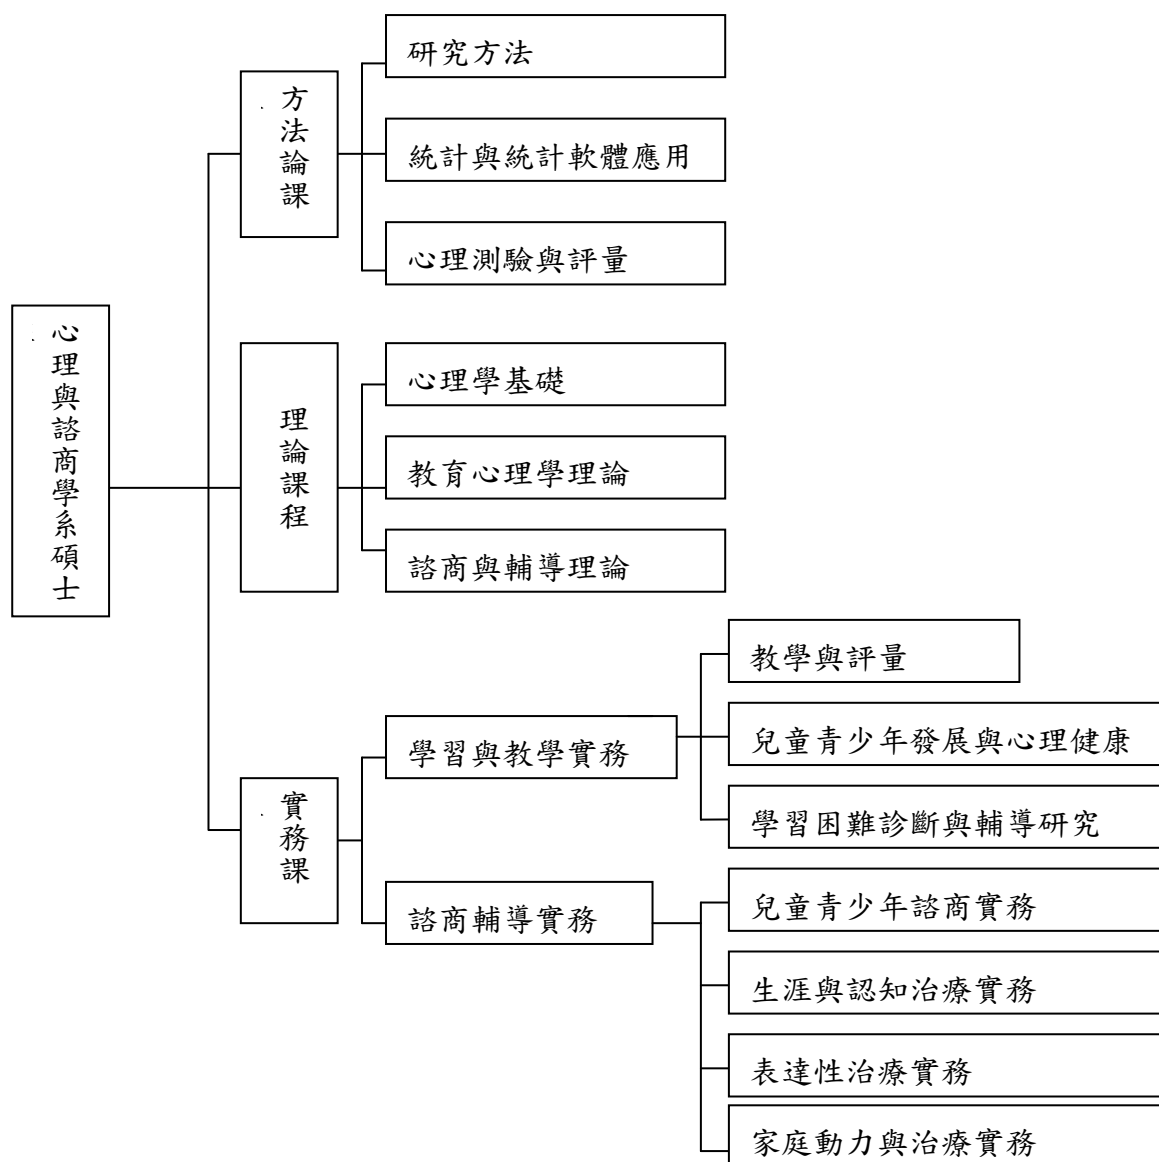 心理與諮商學系碩士
方法論課
研究方法
統計與統計軟體應用
心理測驗與評量
理論課程
心理學基礎
教育心理學理論
諮商與輔導理論
實務課
學習與教學實務
教學與評量
兒童青少年發展與心理健康
學習困難診斷與輔導研究
諮商輔導實務
兒童青少年諮商實務
生涯與認知治療實務
表達性治療實務
家庭動力與治療實務